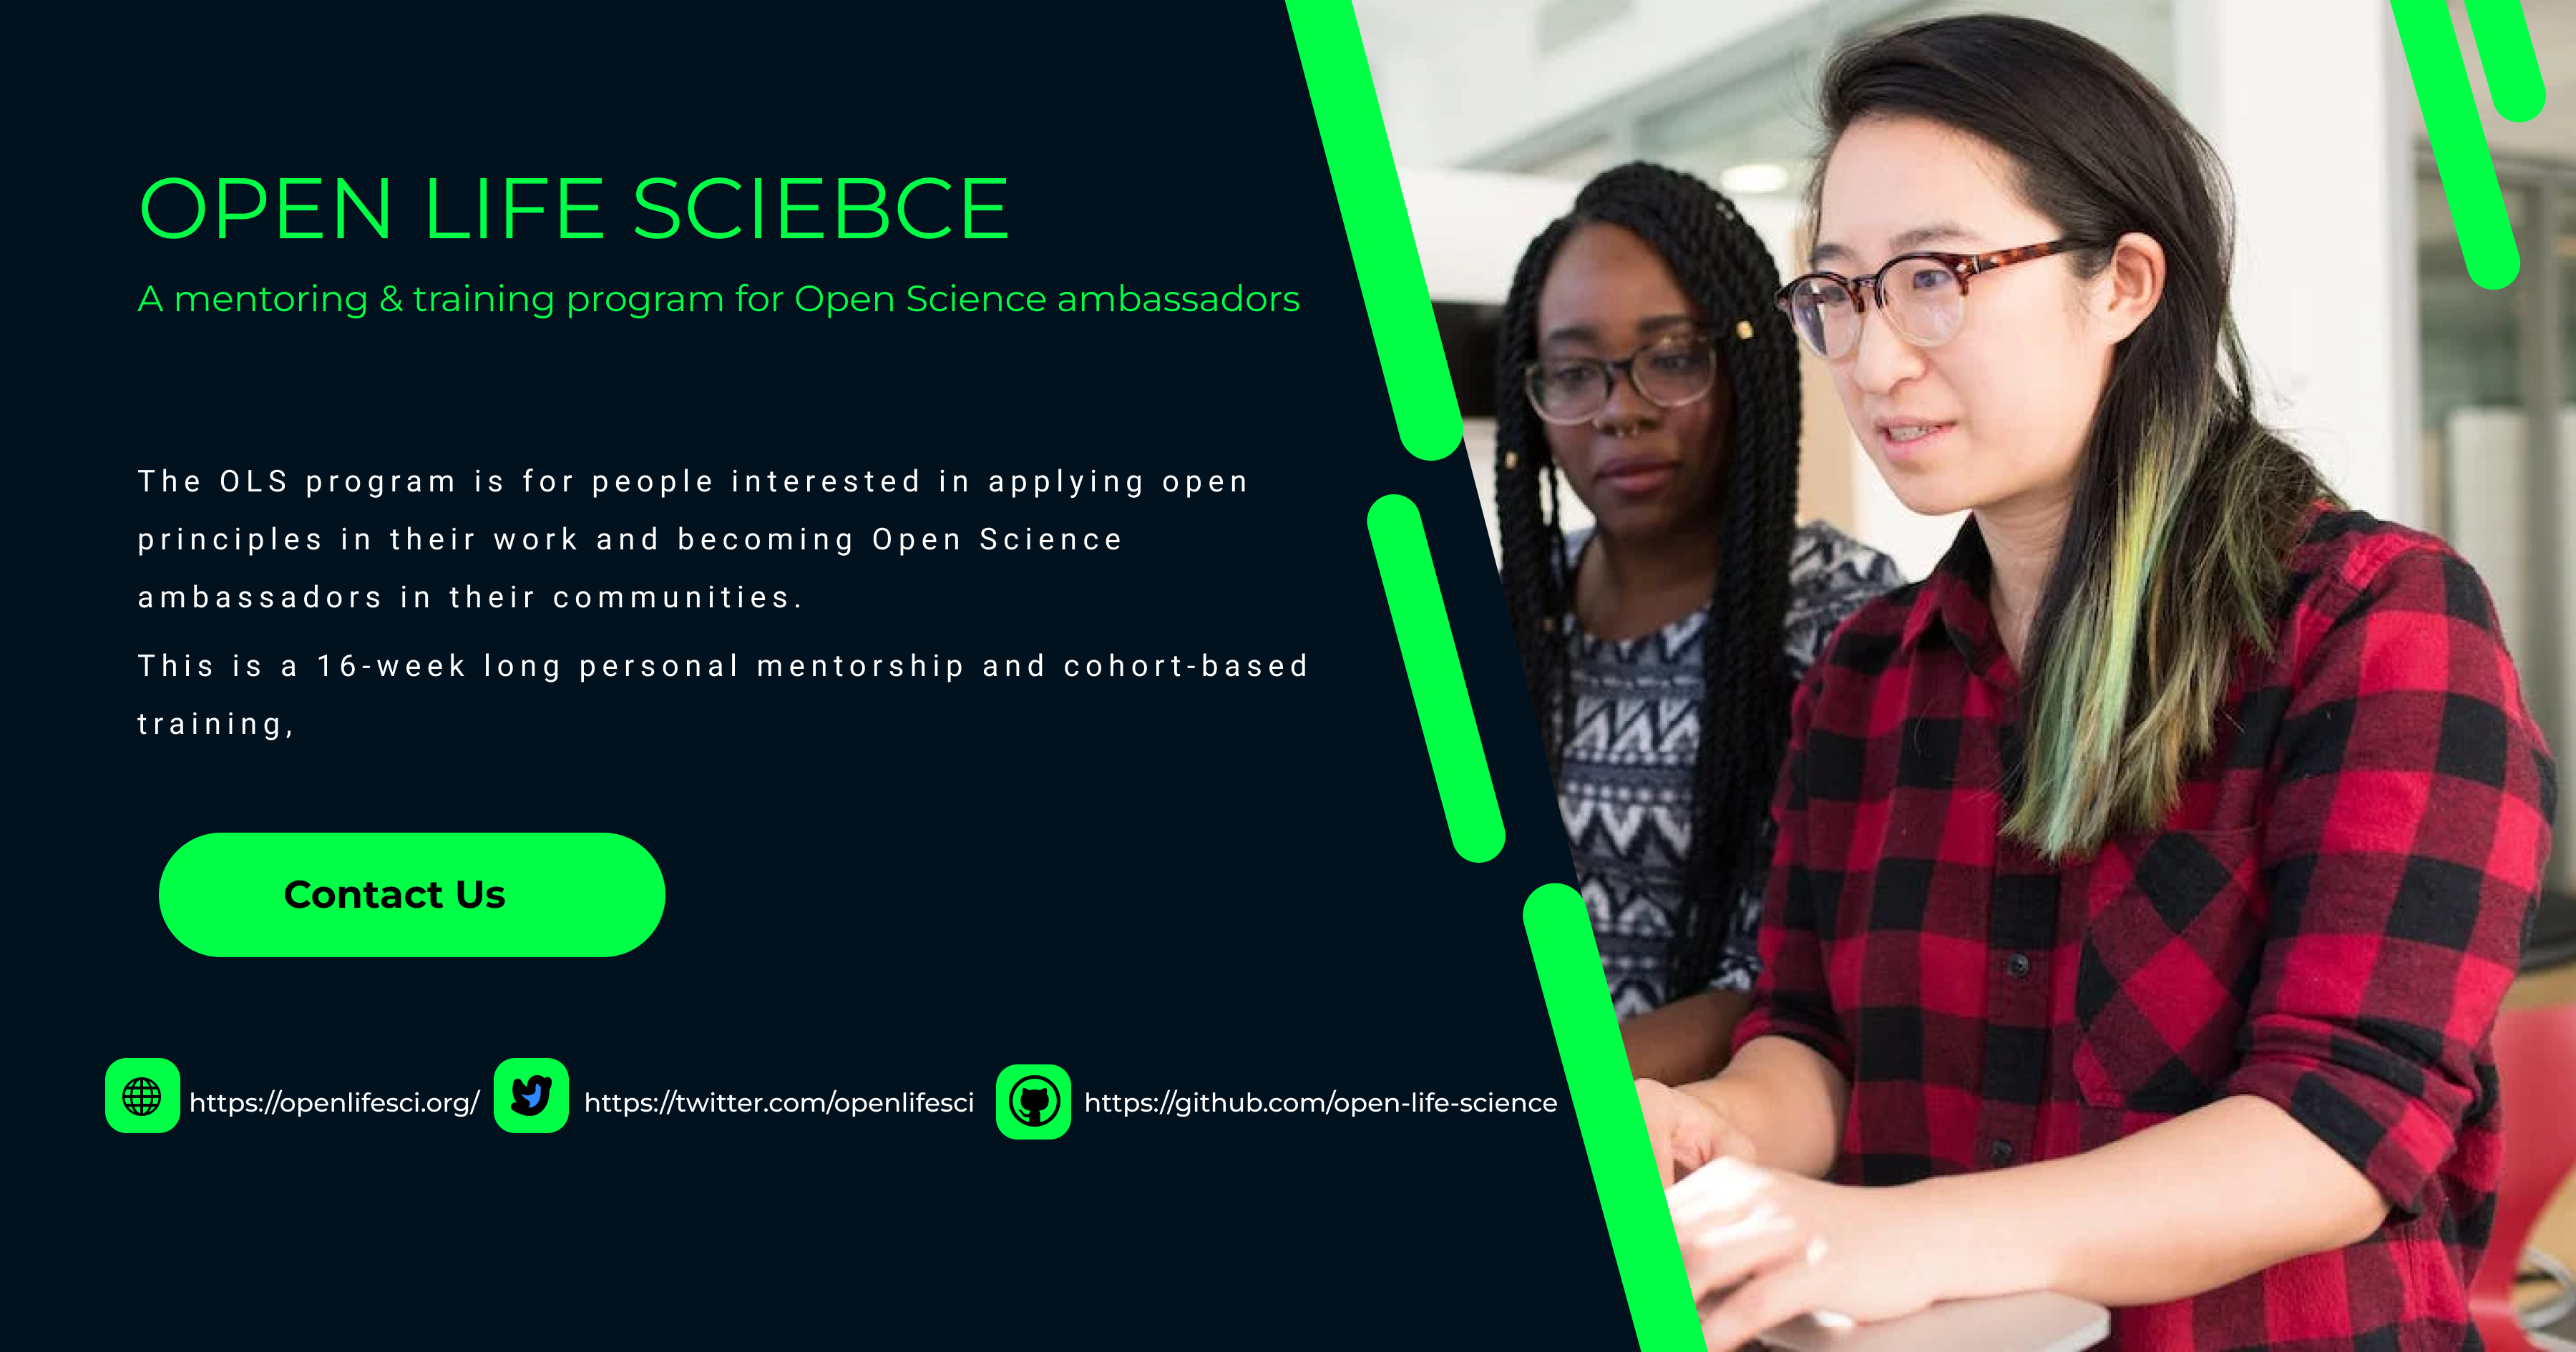 OPEN LIFE SCIEBCE
A mentoring & training program for Open Science ambassadors
The OLS program is for people interested in applying open
principles in their work and becoming Open Science
ambassadors in their communities.
This is a 16-week long personal mentorship and cohort-based
training,
Contact Us
https://openlifesci.org/ https://twitter.com/openlifesci https://github.com/open-life-science